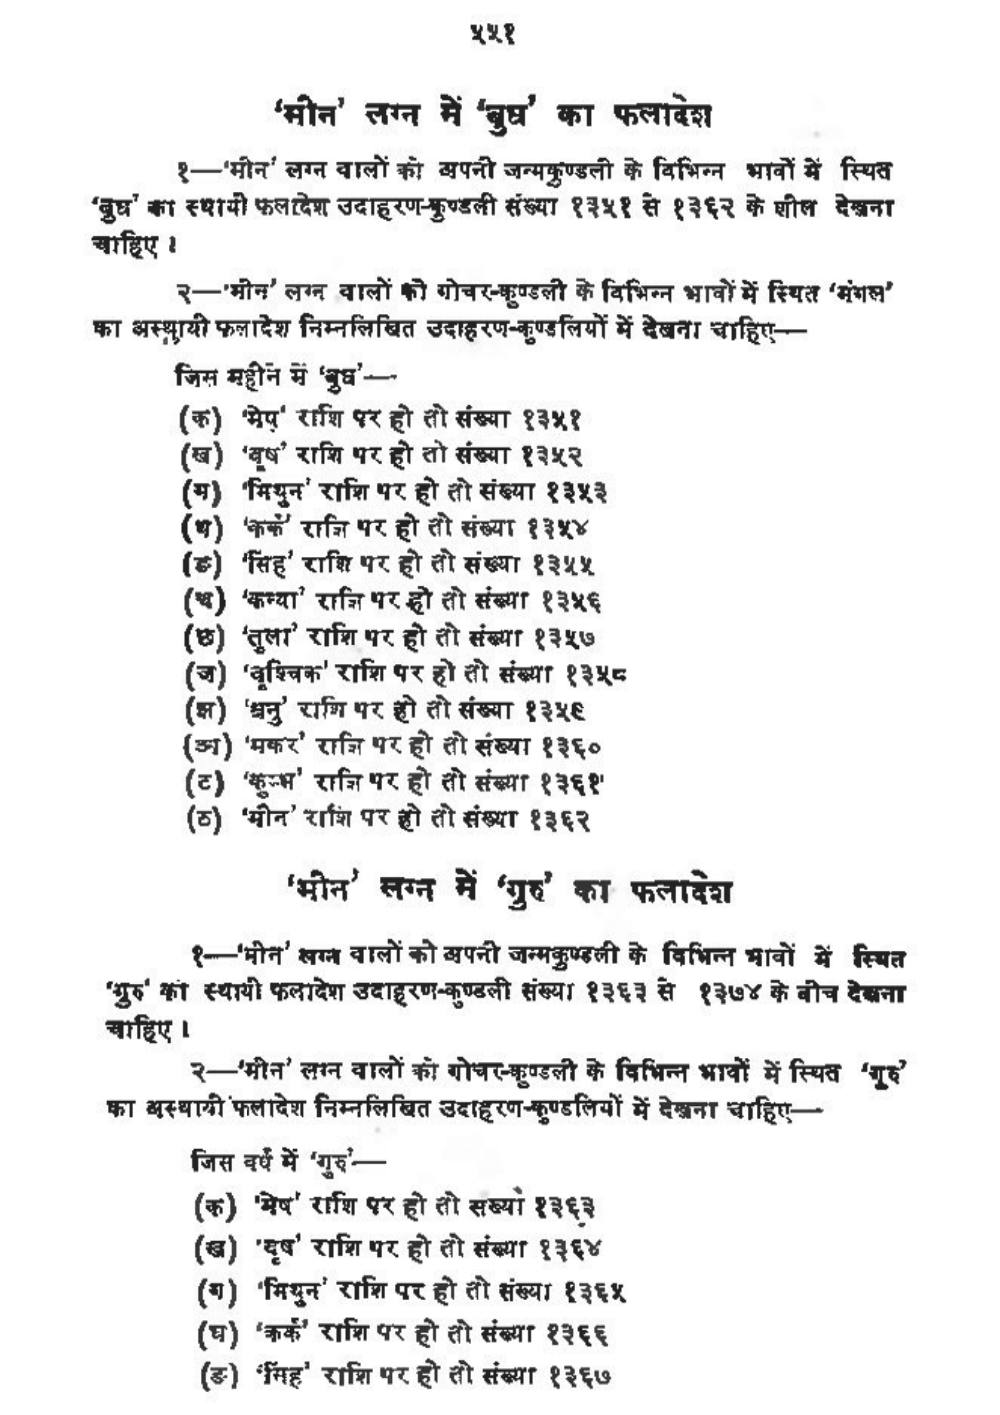 ५५१
‘मीन’ लग्न में ‘बुध’ का फलादेश
१—‘मीन’ लग्न वालों को अपनी जन्मकुण्डली के विभिन्न भावों में स्थित
‘बुध’ का स्थायी फलादेश उदाहरण-कुण्डली संख्या १३५१ से १३६२ के बीच देखना
चाहिए ।
२—‘मीन’ लग्न वालों को गोचर-कुण्डली के विभिन्न भावों में स्थित ‘मंगल’
का अस्थायी फलादेश निम्नलिखित उदाहरण-कुण्डलियों में देखना चाहिए—
जिस महीने में ‘बुध’—
(क) ‘मेष’ राशि पर हो तो संख्या १३५१
(ख) ‘वृष’ राशि पर हो तो संख्या १३५२
(ग) ‘मिथुन’ राशि पर हो तो संख्या १३५३
(घ) ‘कर्क’ राशि पर हो तो संख्या १३५४
(ङ) ‘सिंह’ राशि पर हो तो संख्या १३५५
(च) ‘कन्या’ राशि पर हो तो संख्या १३५६
(छ) ‘तुला’ राशि पर हो तो संख्या १३५७
(ज) ‘वृश्चिक’ राशि पर हो तो संख्या १३५८
(झ) ‘धनु’ राशि पर हो तो संख्या १३५९
(ञ) ‘मकर’ राशि पर हो तो संख्या १३६०
(ट) ‘कुम्भ’ राशि पर हो तो संख्या १३६१
(ठ) ‘मीन’ राशि पर हो तो संख्या १३६२
‘मीन’ लग्न में ‘गुरु’ का फलादेश
१—‘मीन’ लग्न वालों को अपनी जन्मकुण्डली के विभिन्न भावों में स्थित
‘गुरु’ का स्थायी फलादेश उदाहरण-कुण्डली संख्या १३६३ से १३७४ के बीच देखना
चाहिए ।
२—‘मीन’ लग्न वालों को गोचर-कुण्डली के विभिन्न भावों में स्थित ‘गुरु’
का अस्थायी फलादेश निम्नलिखित उदाहरण-कुण्डलियों में देखना चाहिए—
जिस वर्ष में ‘गुरु’—
(क) ‘मेष’ राशि पर हो तो संख्या १३६३
(ख) ‘वृष’ राशि पर हो तो संख्या १३६४
(ग) ‘मिथुन’ राशि पर हो तो संख्या १३६५
(घ) ‘कर्क’ राशि पर हो तो संख्या १३६६
(ङ) ‘सिंह’ राशि पर हो तो संख्या १३६७